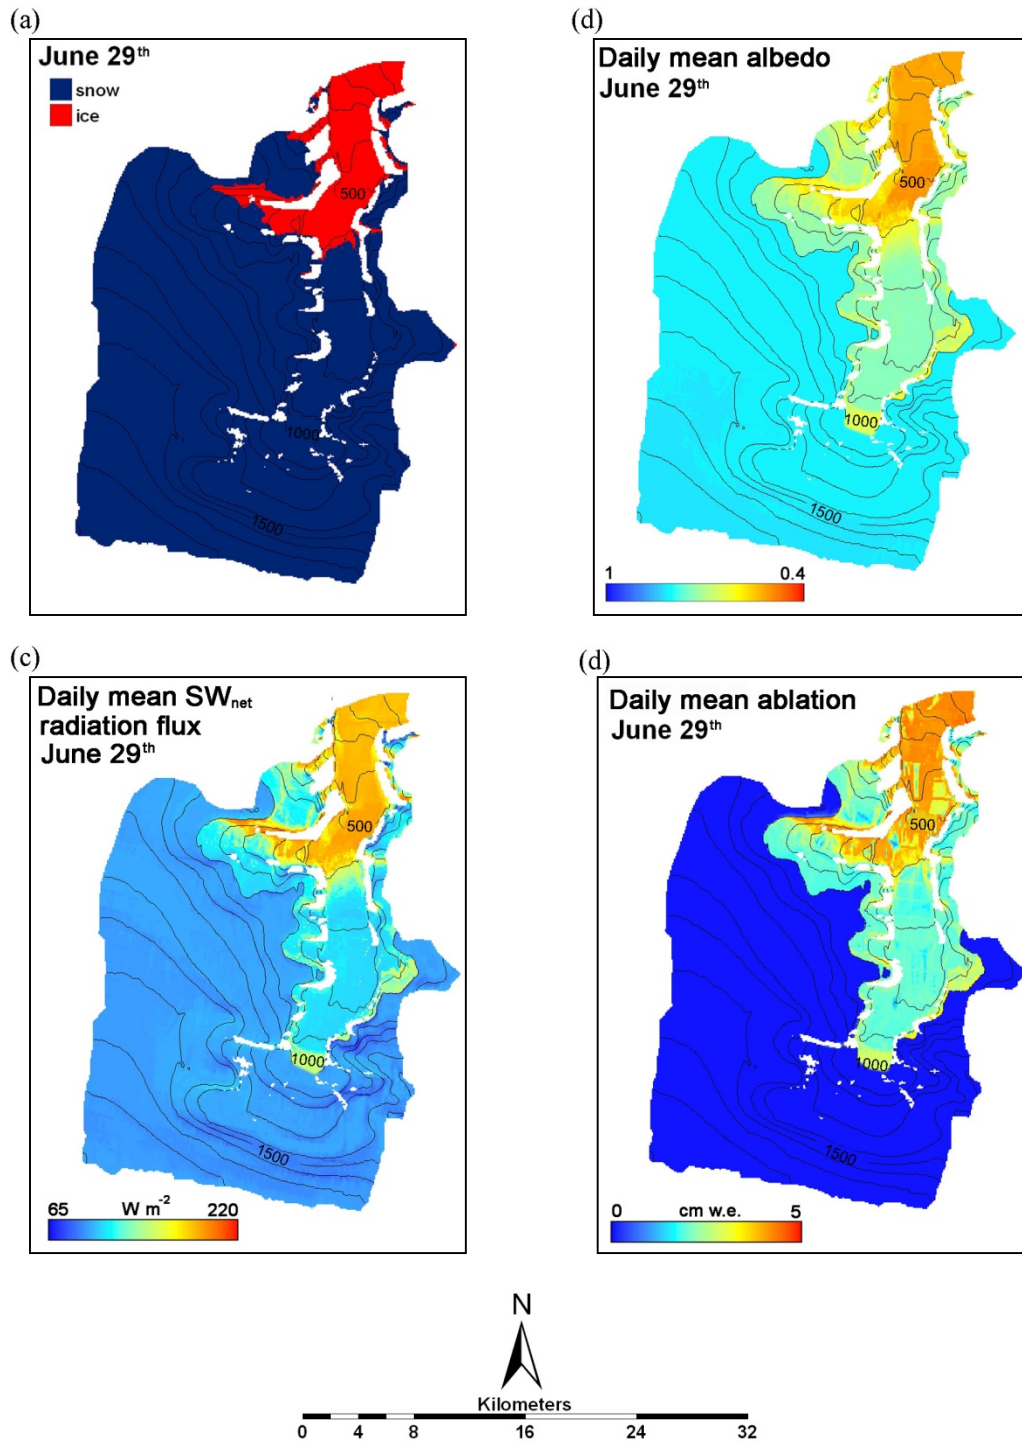 (a)
June 29th
snow
ice
500
1000
1500
(d)
Daily mean albedo
June 29th
500
1000
1500
1 0.4
(c)
Daily mean SWnet
radiation flux
June 29th
500
1000
1500
65 W m-2 220
(d)
Daily mean ablation
June 29th
500
1000
1500
0 cm w.e. 5
N
Kilometers
0 4 8 16 24 32